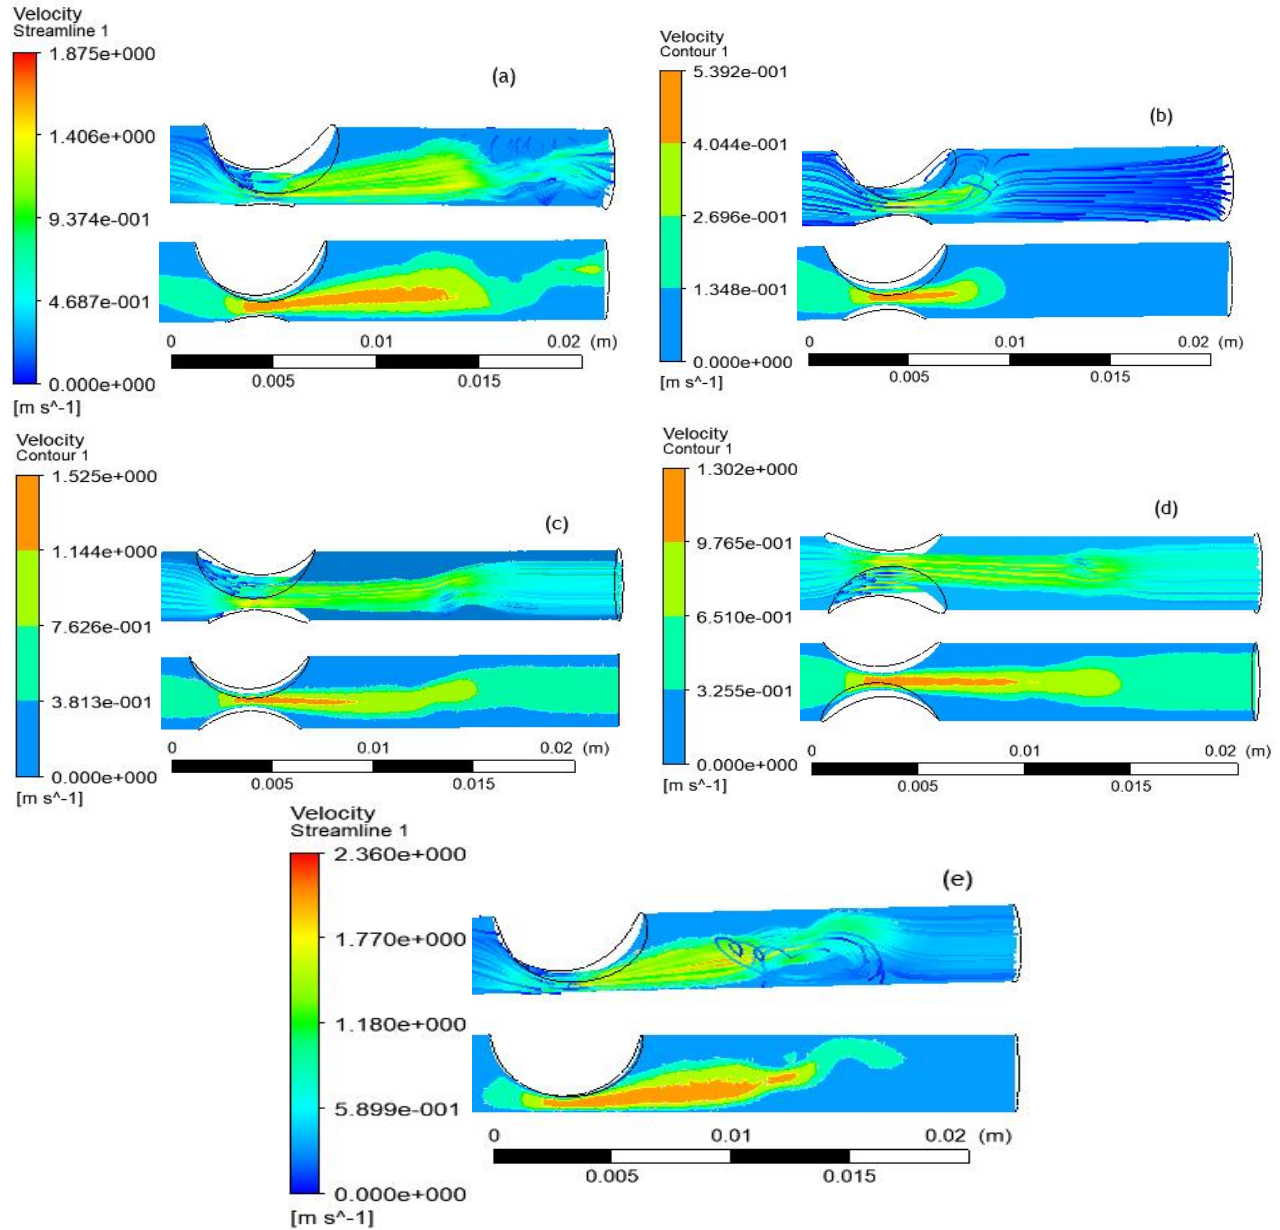 Velocity
Streamline 1
1.875e+000
1.406e+000
9.374e-001
4.687e-001
0.000e+000
[m s^-1]
(a)
0 0.01 0.02 (m)
0.005 0.015
Velocity
Contour 1
5.392e-001
4.044e-001
2.696e-001
1.348e-001
0.000e+000
[m s^-1]
(b)
0 0.01 0.02 (m)
0.005 0.015
Velocity
Contour 1
1.525e+000
1.144e+000
7.626e-001
3.813e-001
0.000e+000
[m s^-1]
(c)
0 0.01 0.02 (m)
0.005 0.015
Velocity
Contour 1
1.302e+000
9.765e-001
6.510e-001
3.255e-001
0.000e+000
[m s^-1]
(d)
0 0.01 0.02 (m)
0.005 0.015
Velocity
Streamline 1
2.360e+000
1.770e+000
1.180e+000
5.899e-001
0.000e+000
[m s^-1]
(e)
0 0.01 0.02 (m)
0.005 0.015